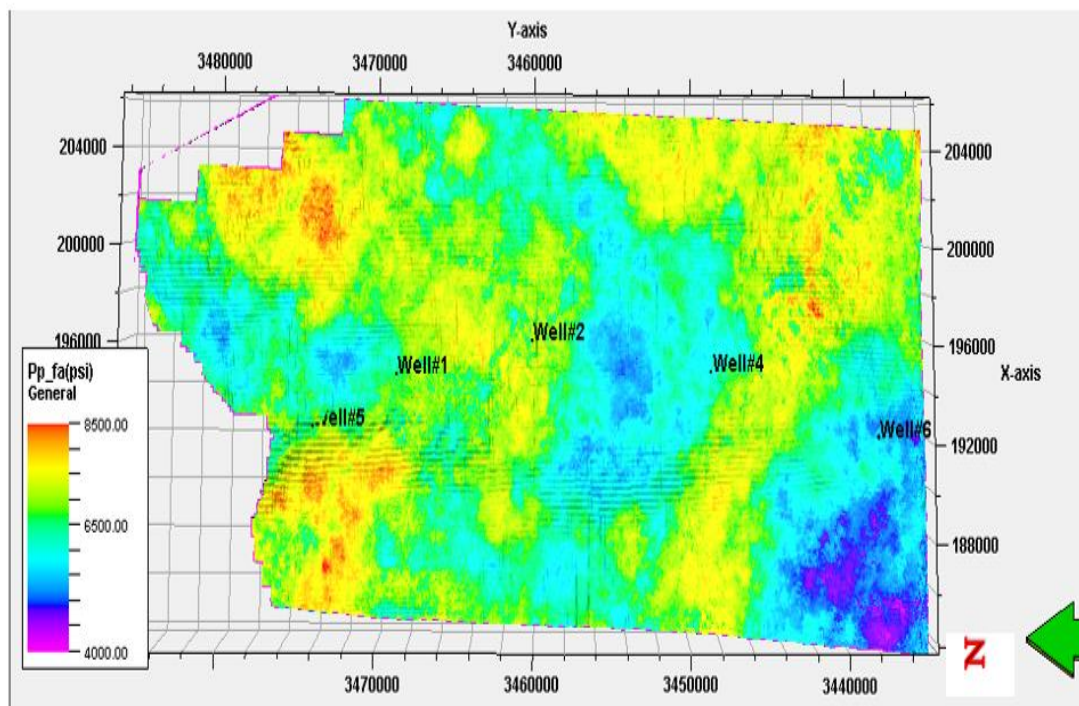 Y-axis
3480000 3470000 3460000
204000 204000
200000 200000
196000 196000
Well#2
Well#1 Well#4
X-axis
Pp_fa(psi)
General
8500.00
6500.00
4000.00
Well#5
Well#6
192000
188000
Z
3470000 3460000 3450000 3440000